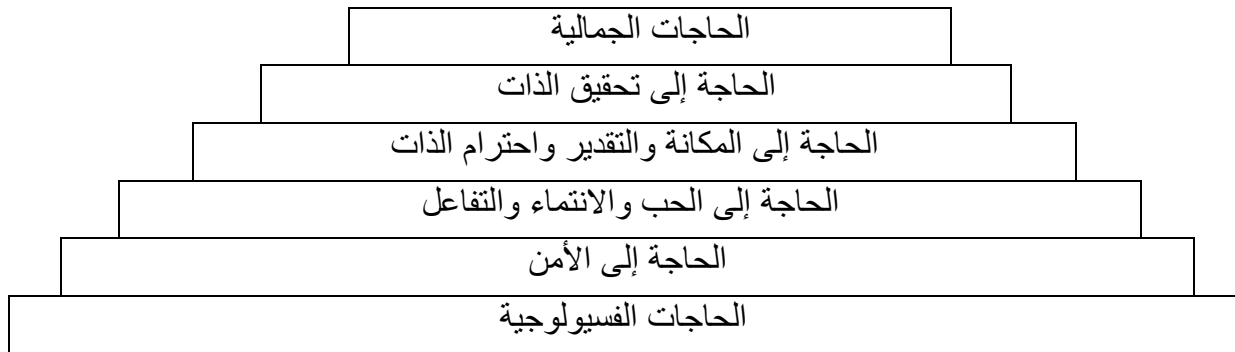 الحاجات الجمالية
الحاجة إلى تحقيق الذات
الحاجة إلى المكانة والتقدير واحترام الذات
الحاجة إلى الحب والانتماء والتفاعل
الحاجة إلى الأمن
الحاجات الفسيولوجية